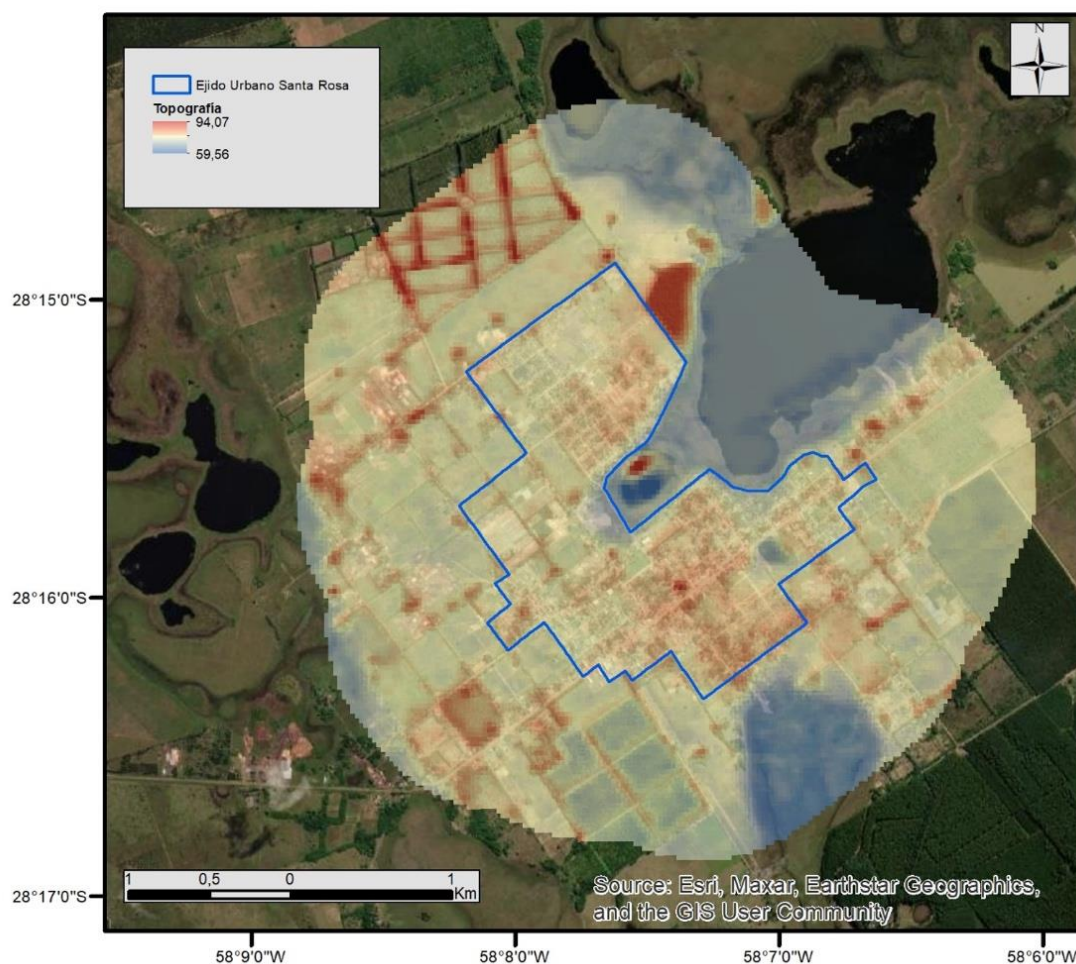 N
Ejido Urbano Santa Rosa
Topografía
94,07
59,56
28°15'0"S
28°16'0"S
28°17'0"S
1 0,5 0 1
Km
Source: Esri, Maxar, Earthstar Geographics,
and the GIS User Community
58°9'0"W 58°8'0"W 58°7'0"W 58°6'0"W